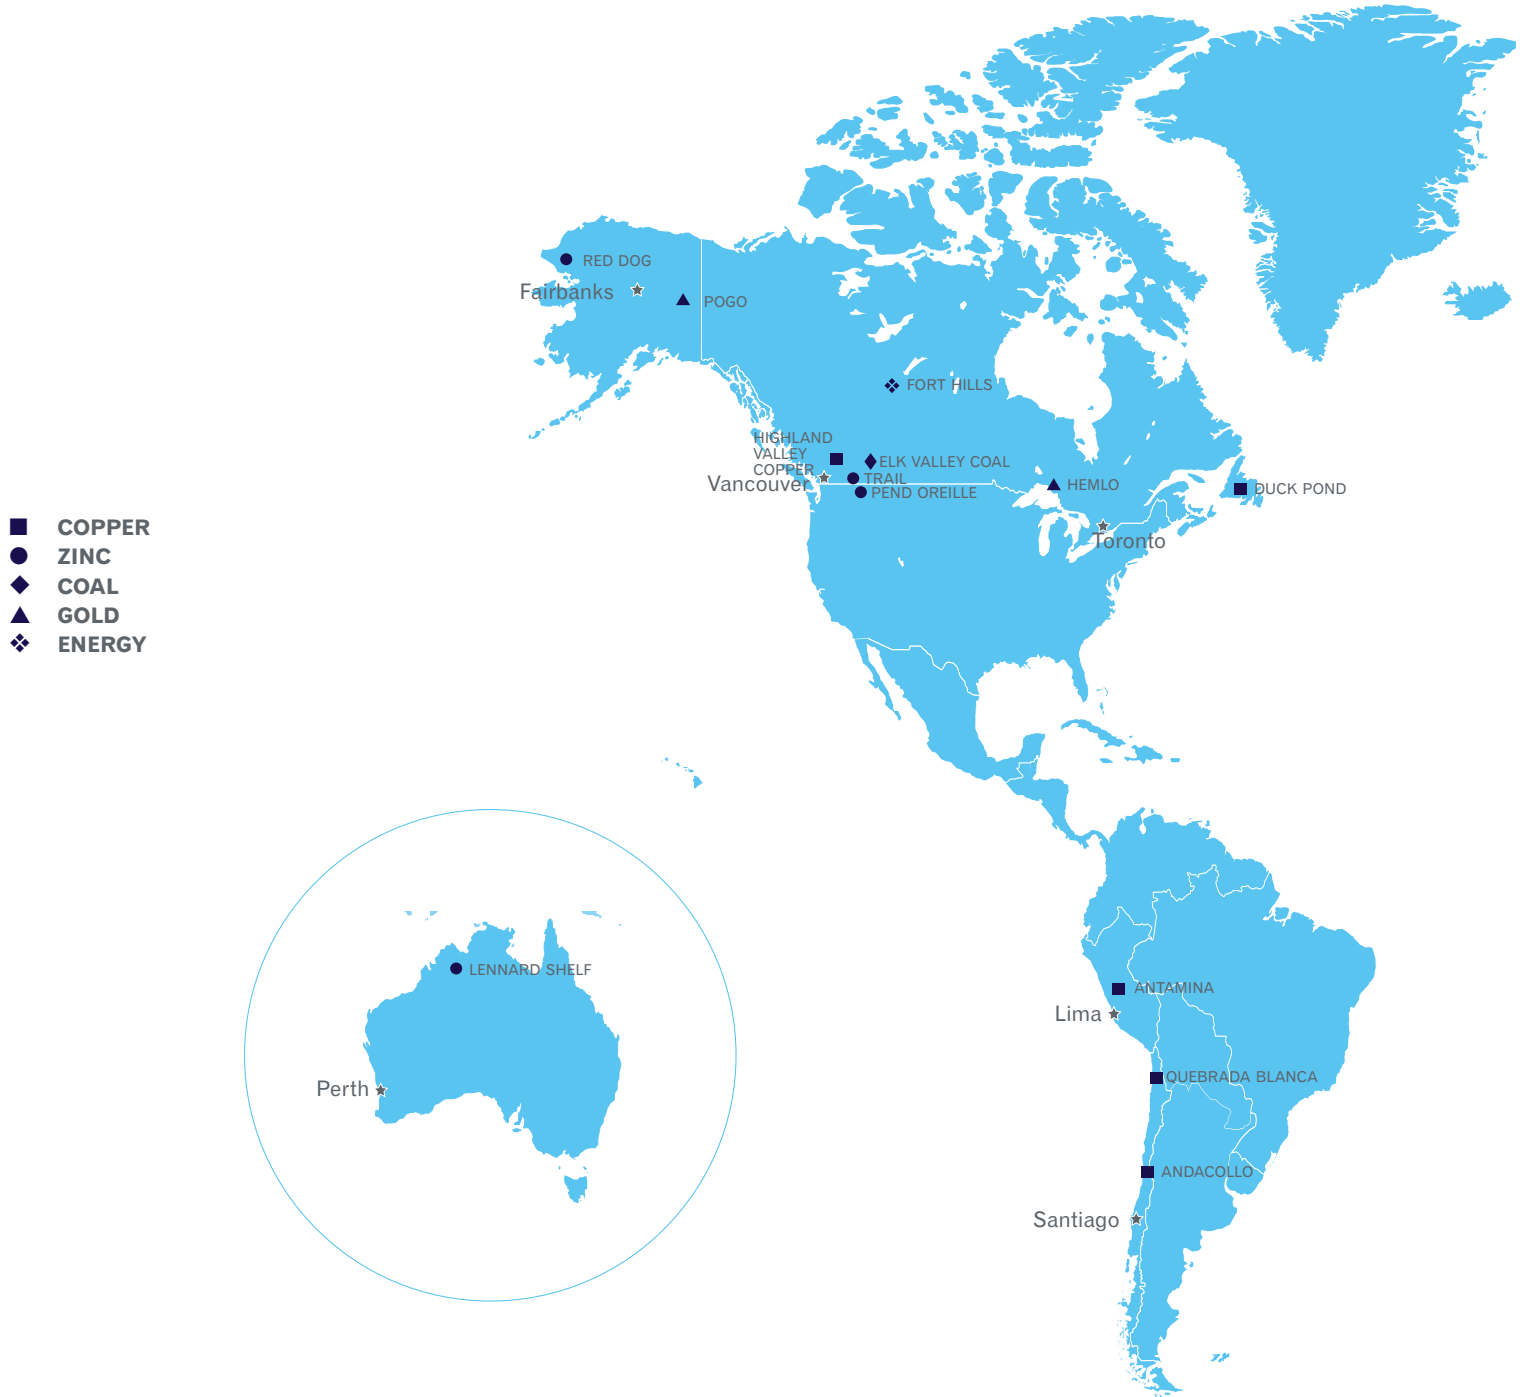 RED DOG
Fairbanks
POGO
FORT HILLS
HIGHLAND
VALLEY
COPPER
ELK VALLEY COAL
TRAIL
Vancouver
PEND OREILLE
HEMLO
DUCK POND
Toronto
COPPER
ZINC
COAL
GOLD
ENERGY
LENNARD SHELF
Perth
ANTAMINA
Lima
QUEBRADA BLANCA
ANDACOLLO
Santiago